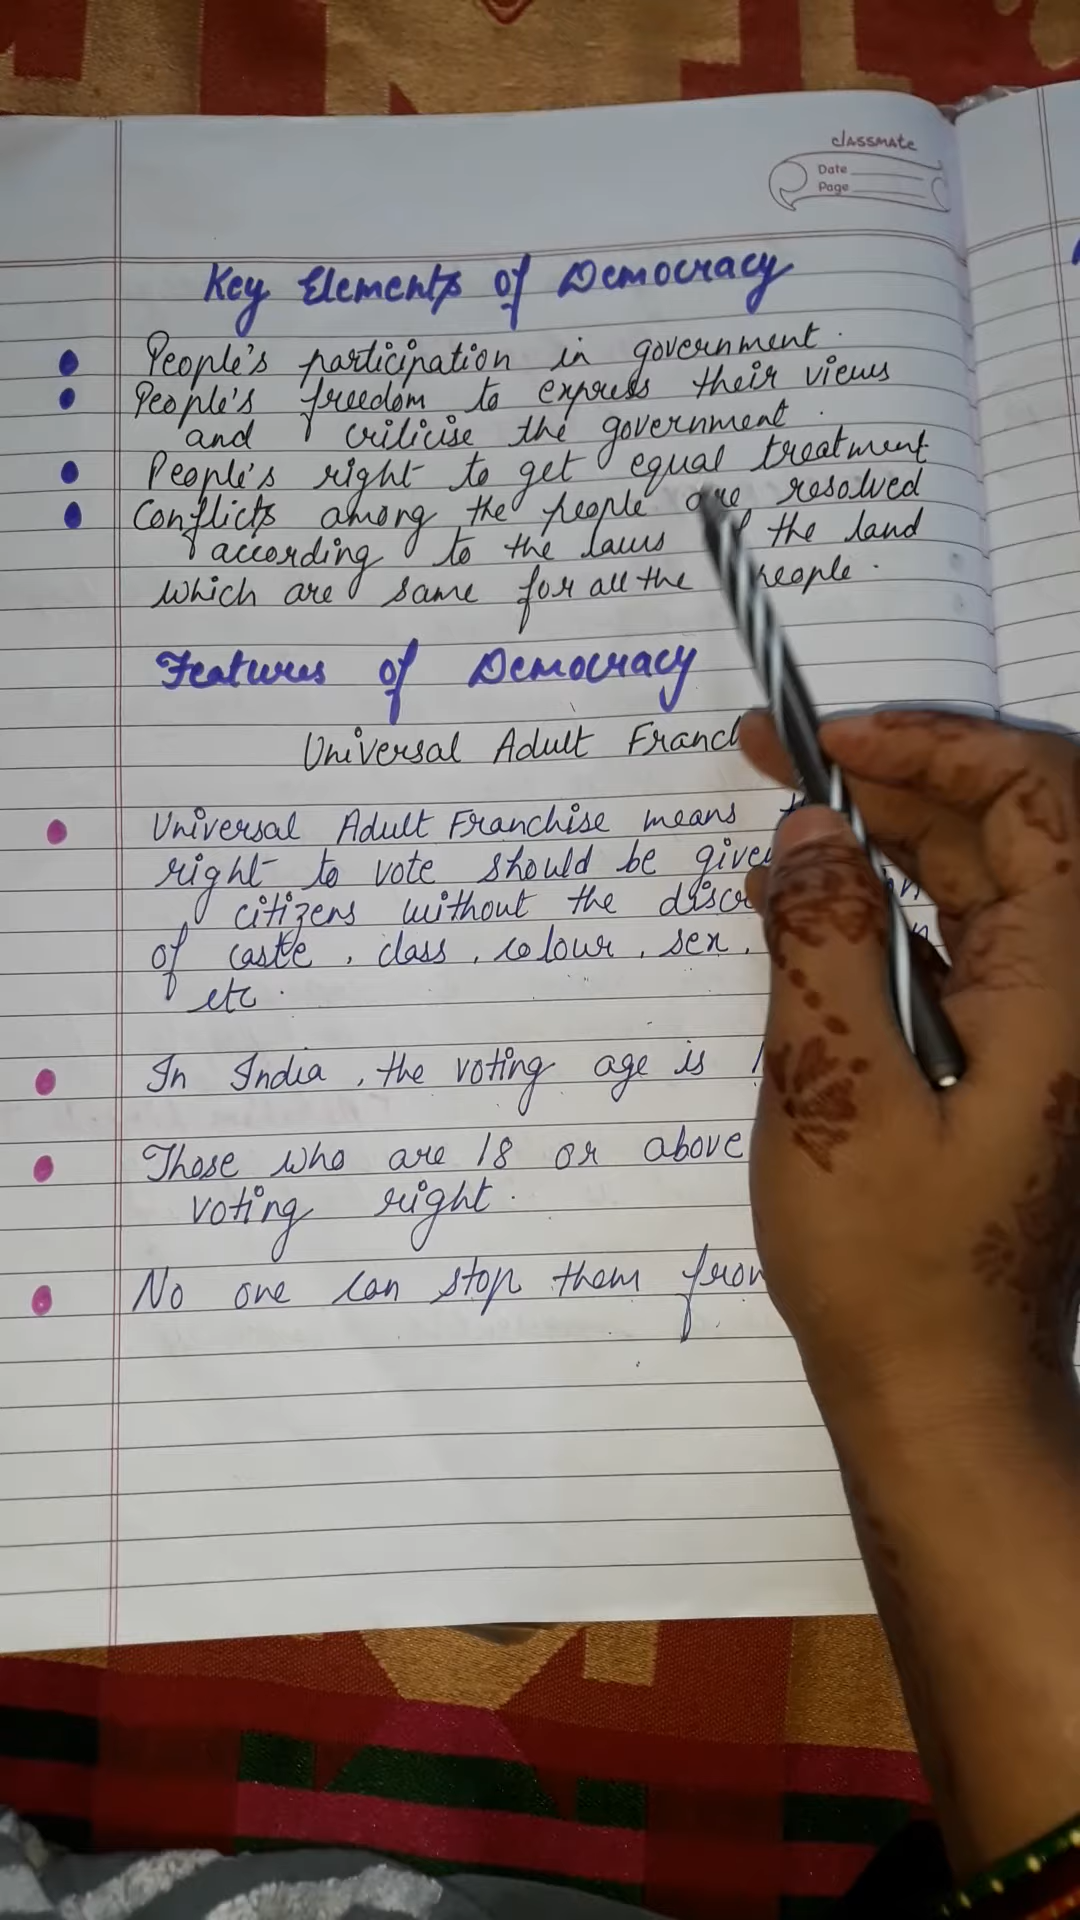 classmate
Date
Page
Key Elements of Democracy
People's participation in government.
People's freedom to express their views
and criticise the government.
People's right to get equal treatment
Conflicts among the people are resolved
according to the laws the land
which are same for all the people.
Features of Democracy
Universal Adult
Universal Adult Franchise means
right to vote should be
citizens without the
of caste, class, colour, sex,
etc.
In India, the voting age is
Those who are 18 or above
voting right.
No one can stop them